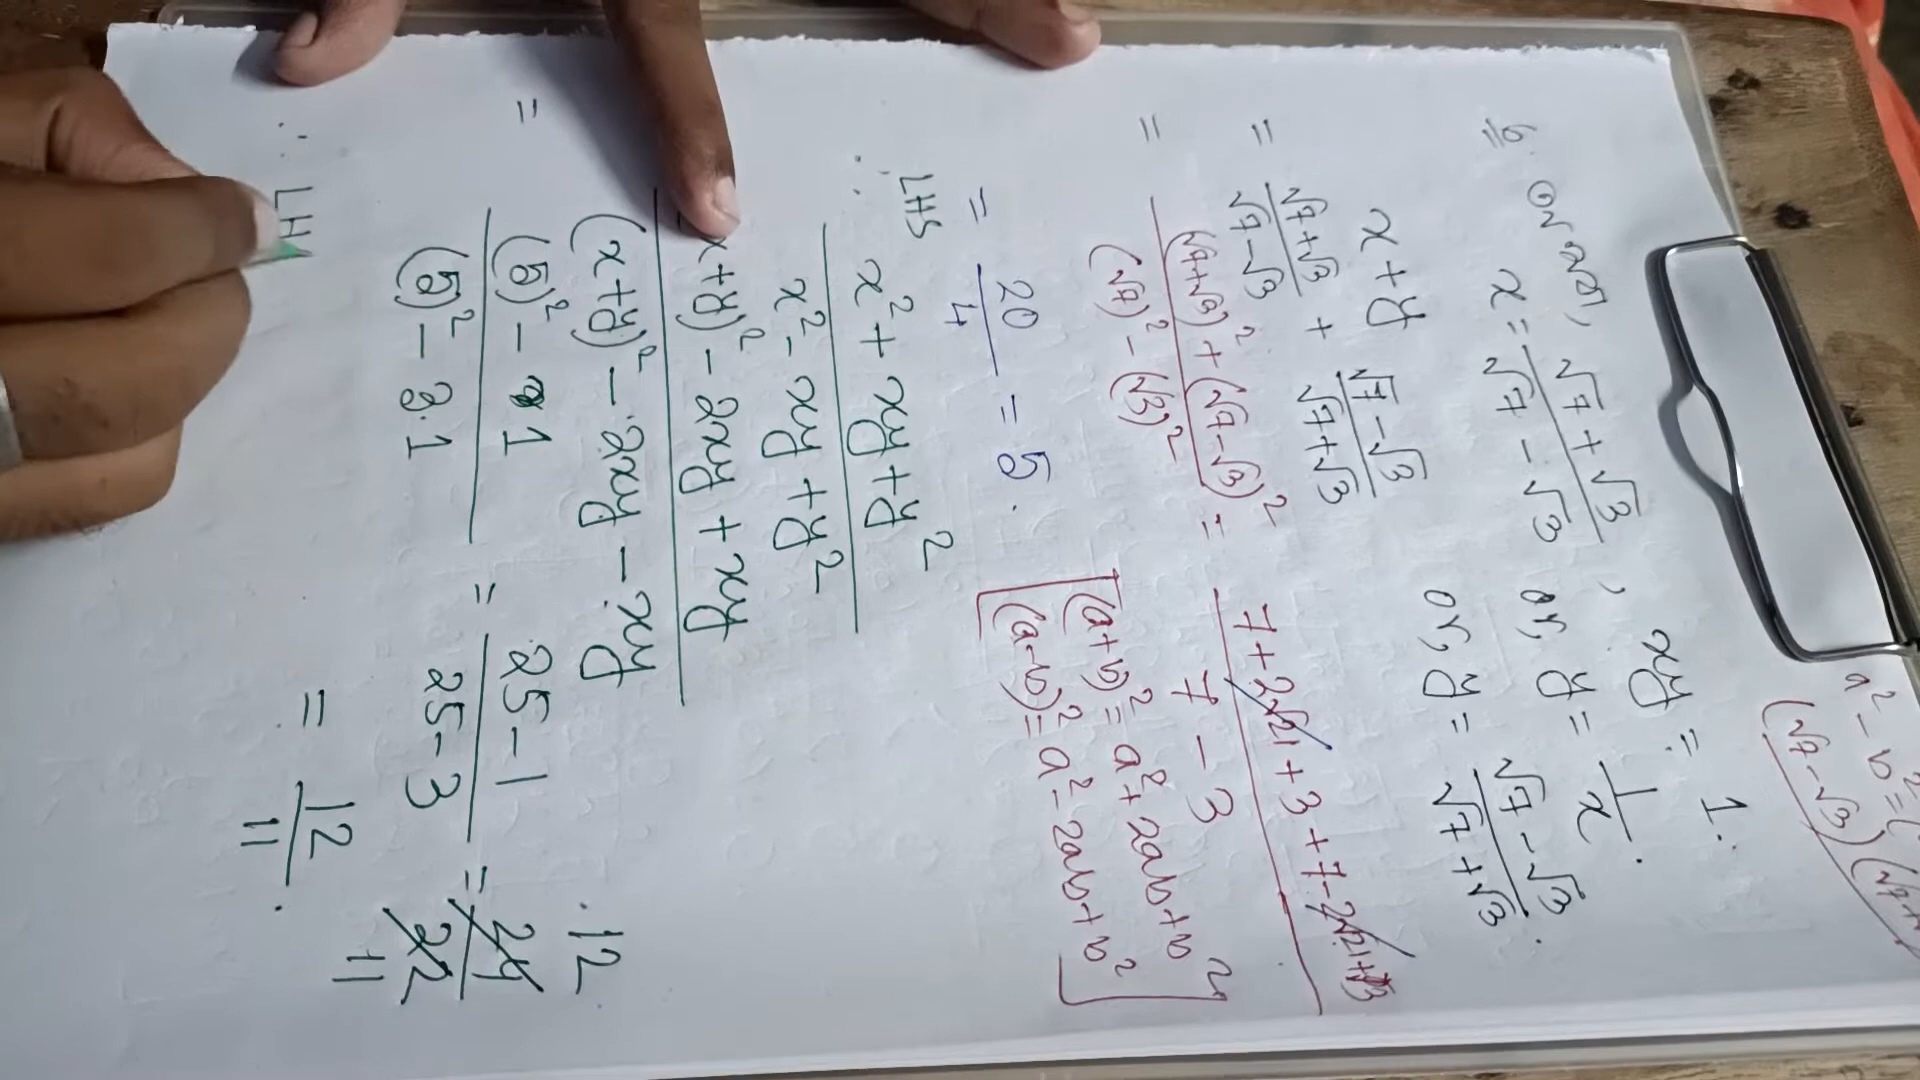 a² - b² = (
(√7 - √3) (√7+
6. x = (√7 + √3)/(√7 - √3), xy = 1.
or, y = 1/x.
x + y or, y = (√7 - √3)/(√7 + √3).
= (√7+√3)/(√7-√3) + (√7-√3)/(√7+√3)
= ((√7+√3)² + (√7-√3)²)/((√7)² - (√3)²) = (7 + 2√21 + 3 + 7 - 2√21 + 3)/(7 - 3)
= 20/4 = 5. (a+b)² = a² + 2ab + b²
(a-b)² = a² - 2ab + b²
∴ LHS (x² + xy + y²)/(x² - xy + y²)
= ((x+y)² - 2xy + xy)/((x+y)² - 2xy - xy)
= ((5)² - 1)/((5)² - 3.1) = (25 - 1)/(25 - 3) = 24/22 12 11
= 12/11.
∴ LH